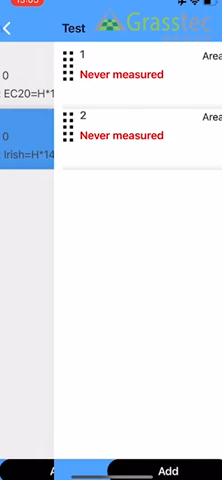 Test
Grasstec
1
Area
Never measured
0
EC20=H*1
2
Area
Never measured
0
Irish=H*14
Add